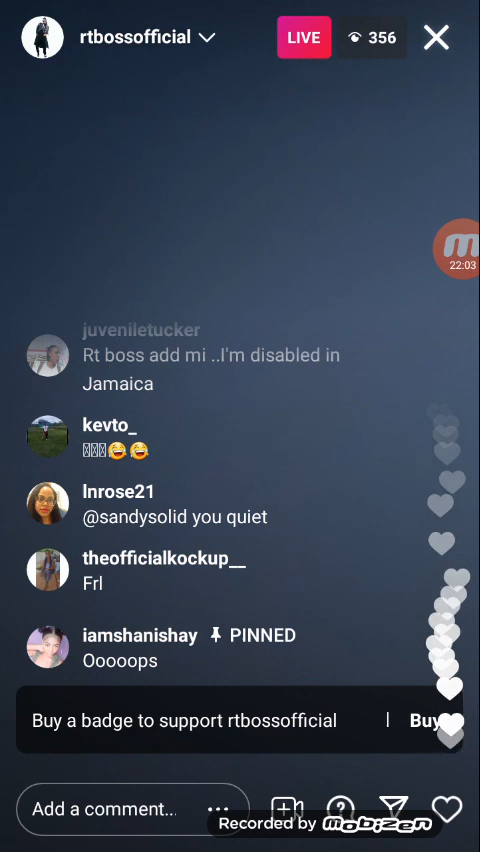 rtbossofficial
LIVE
356
22:03
juveniletucker
Rt boss add mi ..I'm disabled in
Jamaica
kevto_
😂😂
lnrose21
@sandysolid you quiet
theofficialkockup__
Frl
iamshanishay PINNED
Ooooops
Buy a badge to support rtbossofficial | Buy
Add a comment...
Recorded by mobizen